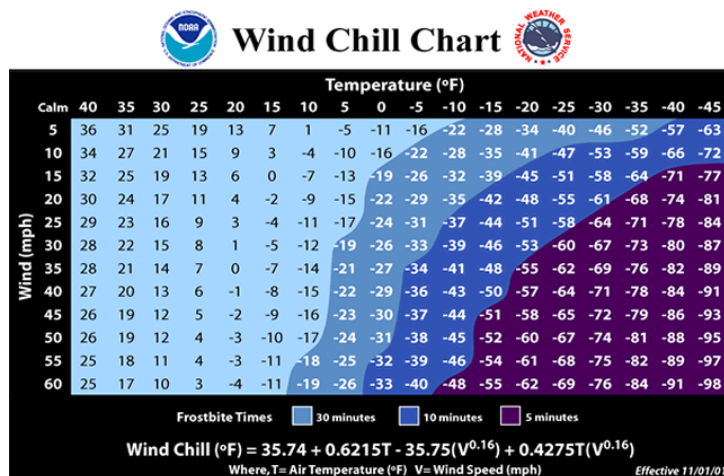 NOAA
Wind Chill Chart
NATIONAL WEATHER SERVICE
Temperature (ºF)
Calm 40 35 30 25 20 15 10 5 0 -5 -10 -15 -20 -25 -30 -35 -40 -45
Wind (mph)
5 36 31 25 19 13 7 1 -5 -11 -16 -22 -28 -34 -40 -46 -52 -57 -63
10 34 27 21 15 9 3 -4 -10 -16 -22 -28 -35 -41 -47 -53 -59 -66 -72
15 32 25 19 13 6 0 -7 -13 -19 -26 -32 -39 -45 -51 -58 -64 -71 -77
20 30 24 17 11 4 -2 -9 -15 -22 -29 -35 -42 -48 -55 -61 -68 -74 -81
25 29 23 16 9 3 -4 -11 -17 -24 -31 -37 -44 -51 -58 -64 -71 -78 -84
30 28 22 15 8 1 -5 -12 -19 -26 -33 -39 -46 -53 -60 -67 -73 -80 -87
35 28 21 14 7 0 -7 -14 -21 -27 -34 -41 -48 -55 -62 -69 -76 -82 -89
40 27 20 13 6 -1 -8 -15 -22 -29 -36 -43 -50 -57 -64 -71 -78 -84 -91
45 26 19 12 5 -2 -9 -16 -23 -30 -37 -44 -51 -58 -65 -72 -79 -86 -93
50 26 19 12 4 -3 -10 -17 -24 -31 -38 -45 -52 -60 -67 -74 -81 -88 -95
55 25 18 11 4 -3 -11 -18 -25 -32 -39 -46 -54 -61 -68 -75 -82 -89 -97
60 25 17 10 3 -4 -11 -19 -26 -33 -40 -48 -55 -62 -69 -76 -84 -91 -98
Frostbite Times 30 minutes 10 minutes 5 minutes
Wind Chill (ºF) = 35.74 + 0.6215T - 35.75(V0.16) + 0.4275T(V0.16)
Where, T= Air Temperature (ºF) V= Wind Speed (mph)
Effective 11/01/01